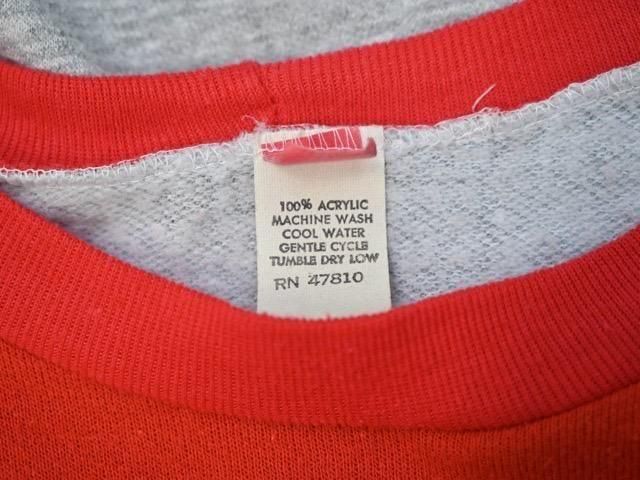 100% ACRYLIC
MACHINE WASH
COOL WATER
GENTLE CYCLE
TUMBLE DRY LOW
RN 47810